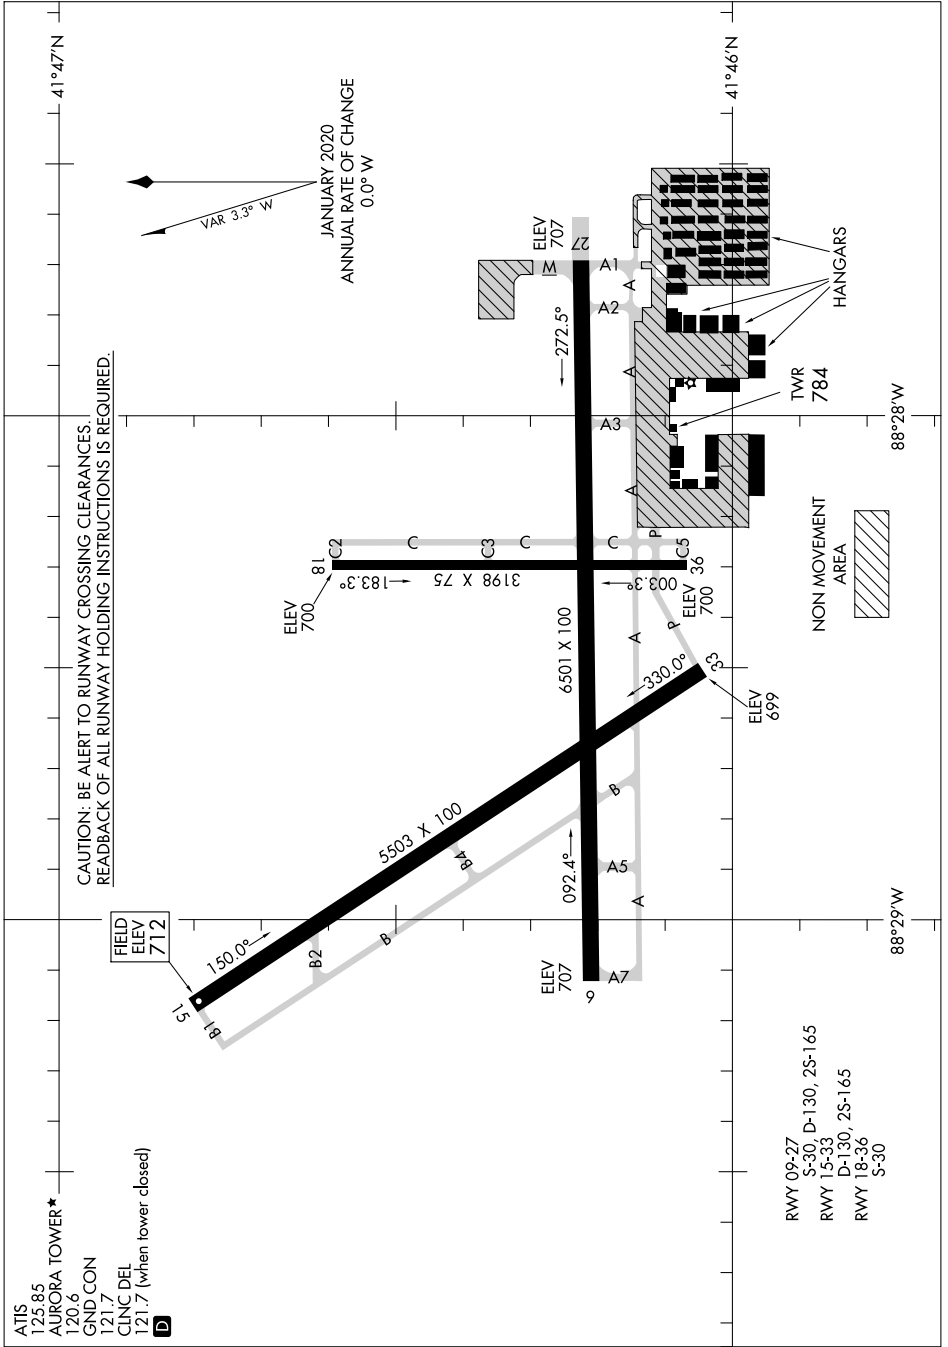 ATIS
125.85
AURORA TOWER★
120.6
GND CON
121.7
CLNC DEL
121.7 (when tower closed)
D
CAUTION: BE ALERT TO RUNWAY CROSSING CLEARANCES.
READBACK OF ALL RUNWAY HOLDING INSTRUCTIONS IS REQUIRED.
JANUARY 2020
ANNUAL RATE OF CHANGE
0.0° W
VAR 3.3° W
41°47'N
41°46'N
88°28'W
88°29'W
FIELD
ELEV
712
15
150.0°
5503 X 100
330.0°
33
ELEV
699
B1
B2
B
B4
B
18
ELEV
700
183.3°
3198 X 75
003.3°
36
ELEV
700
C2
C
C3
C
C
C5
9
ELEV
707
092.4°
6501 X 100
272.5°
27
ELEV
707
M
A7
A
A5
A
P
P
A
A3
A
A2
A
A1
TWR
784
HANGARS
NON MOVEMENT
AREA
RWY 09-27
S-30, D-130, 2S-165
RWY 15-33
D-130, 2S-165
RWY 18-36
S-30